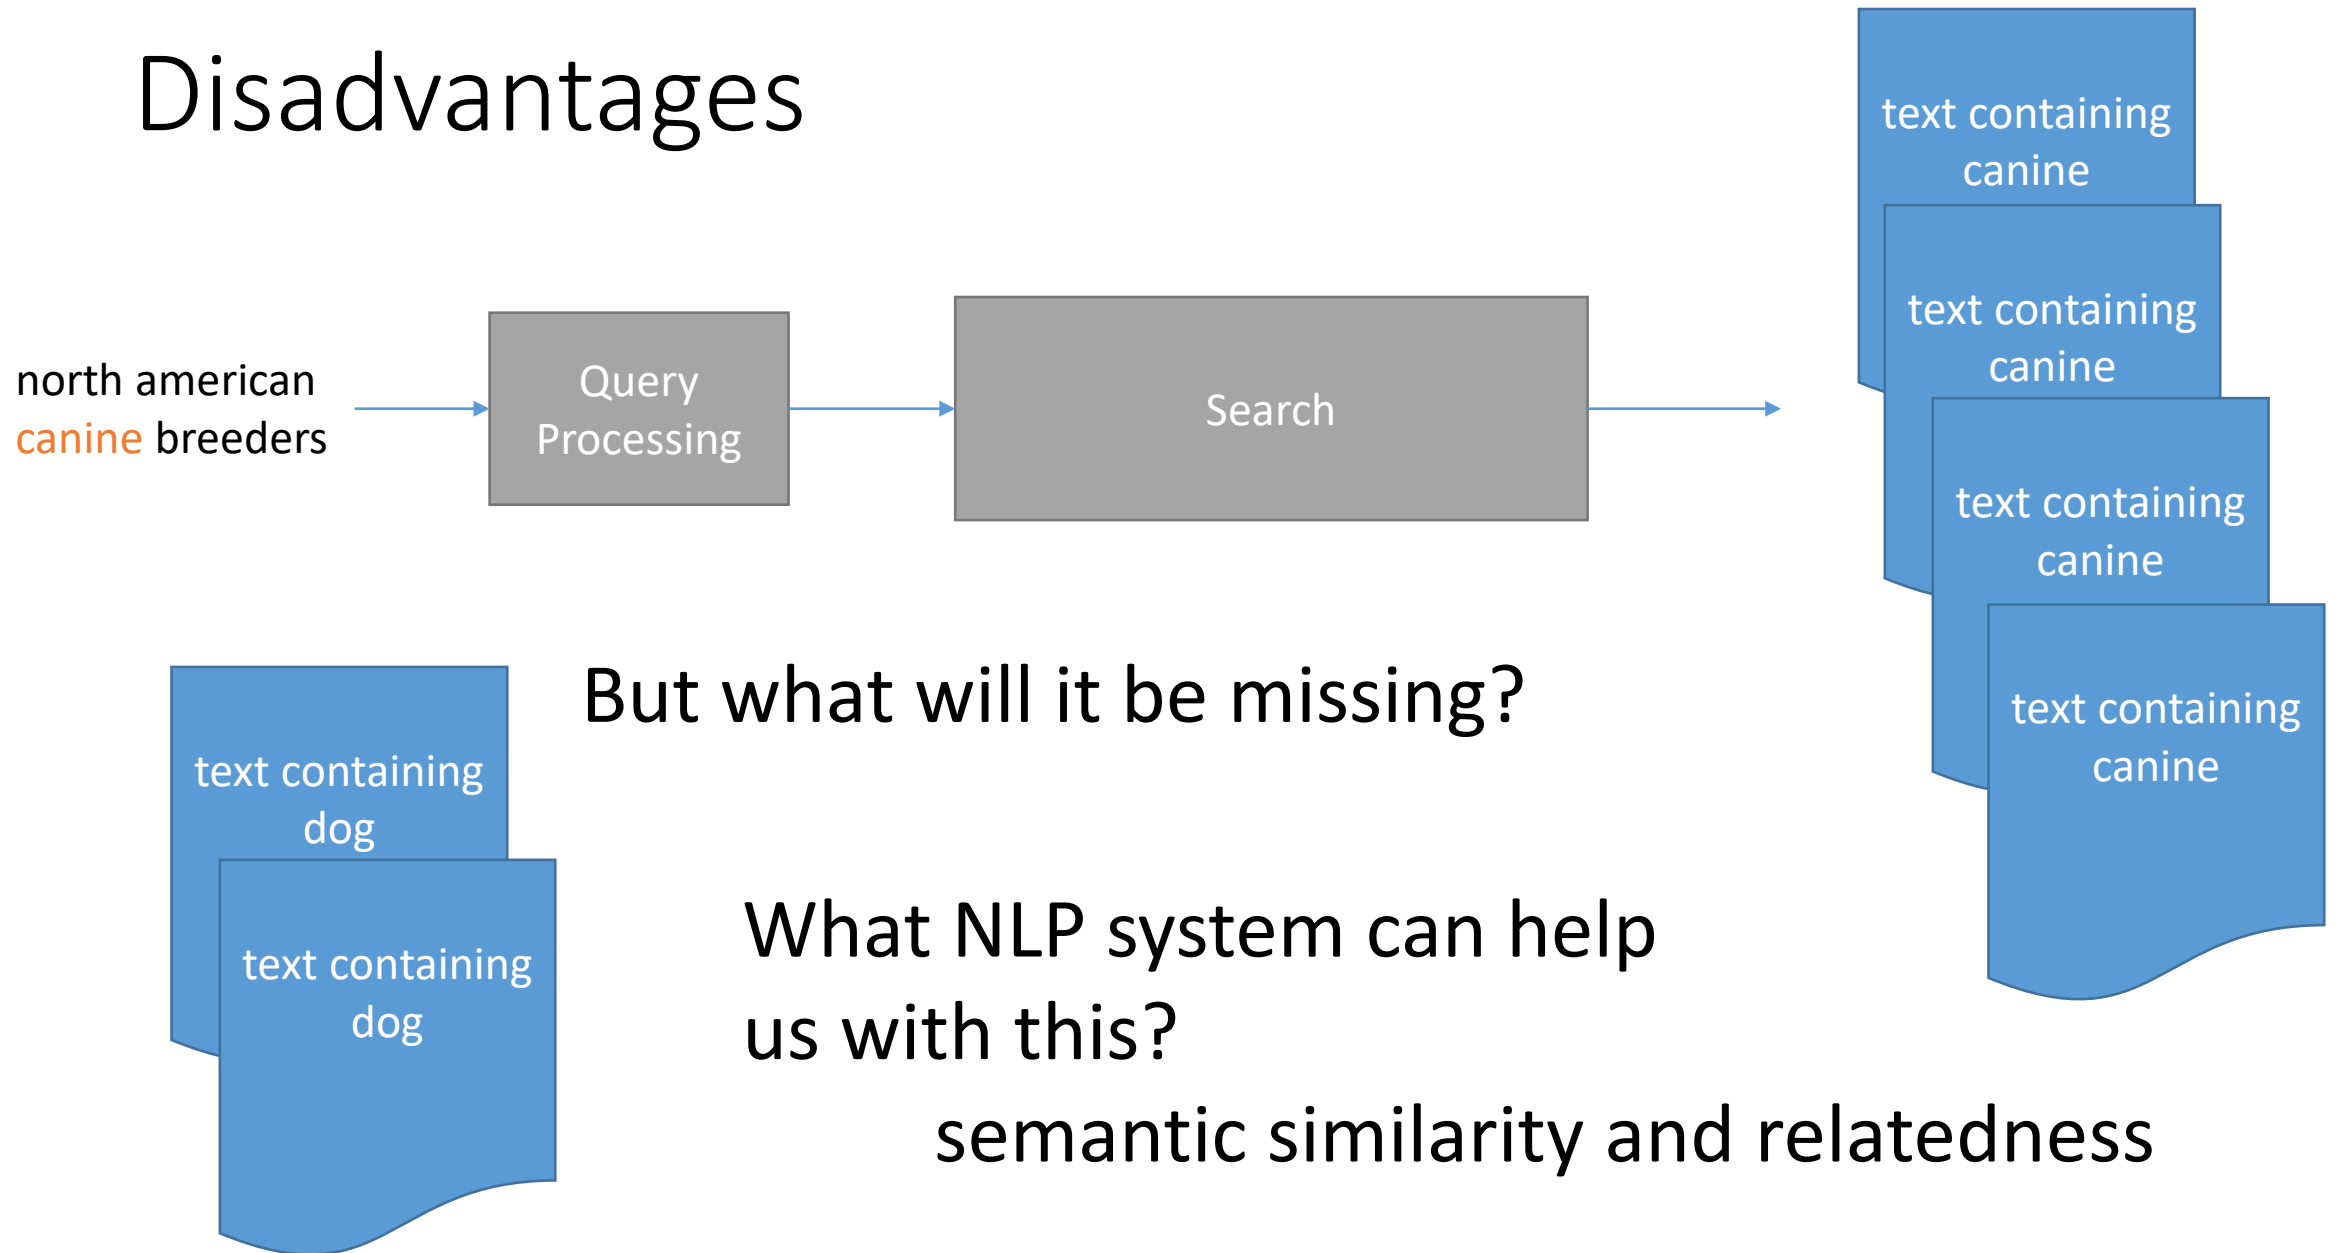 Disadvantages
north american
canine breeders
Query
Processing
Search
text containing
canine
text containing
canine
text containing
canine
text containing
canine
But what will it be missing?
text containing
dog
text containing
dog
What NLP system can help
us with this?
semantic similarity and relatedness